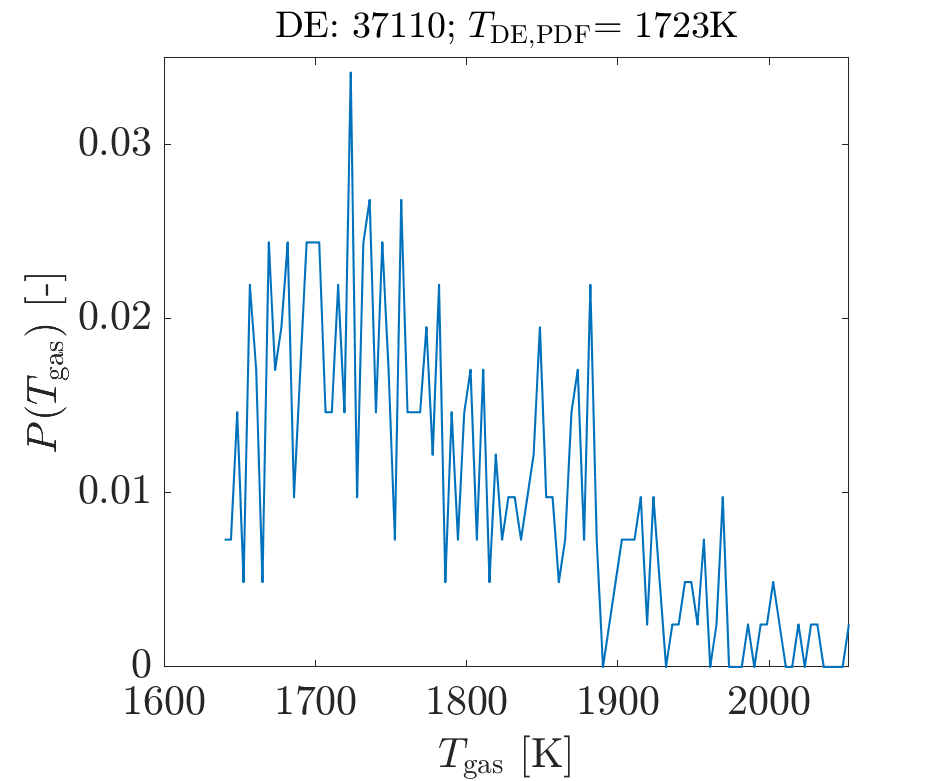 DE: 37110; T_DE,PDF= 1723K
0.03
0.02
0.01
0
P(T_gas) [-]
1600 1700 1800 1900 2000
T_gas [K]